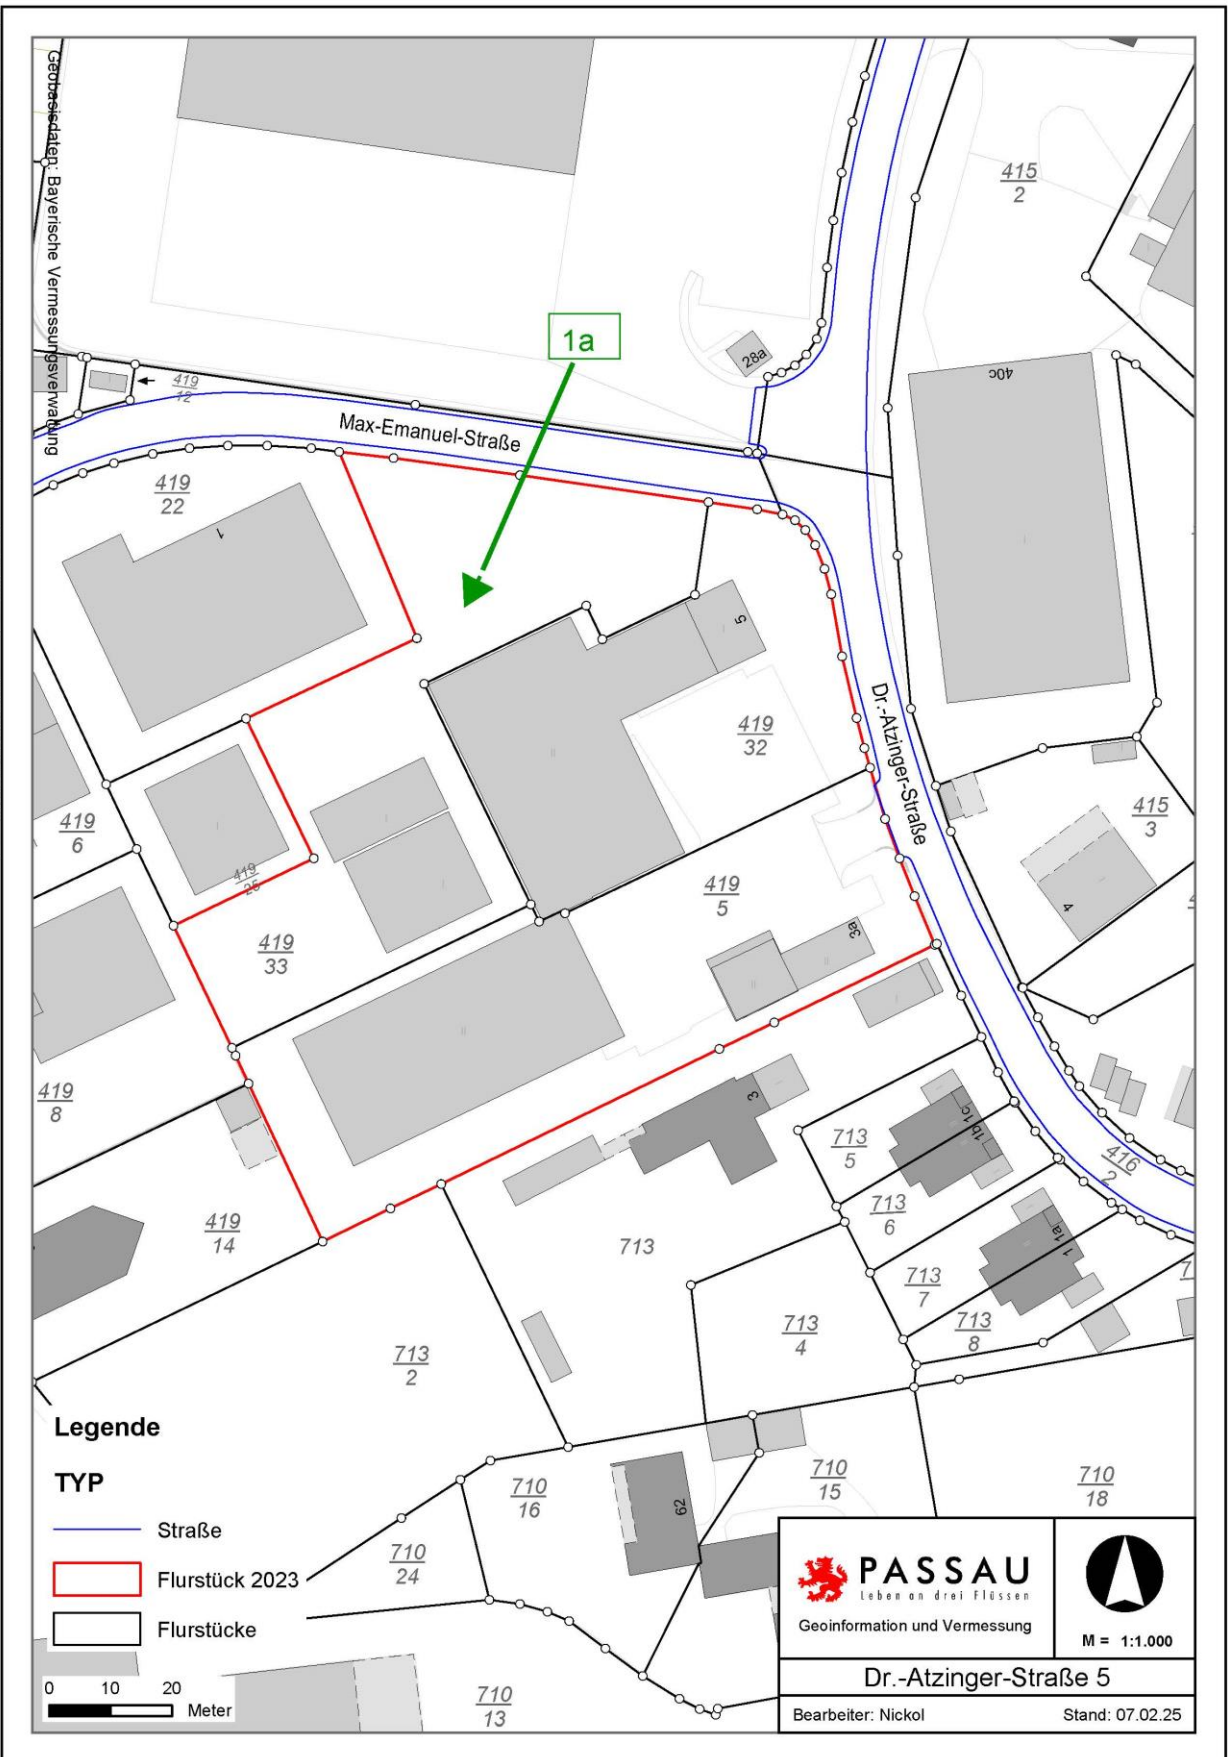 Geobasisdaten: Bayerische Vermessungsverwaltung
415
2
1a
28a
40c
419
12
Max-Emanuel-Straße
419
22
1
5
419
32
Dr.-Atzinger-Straße
419
6
415
3
419
5
4
419
33
3a
419
8
3
1b
1c
713
5
416
2
419
14
713
6
713
1
1a
713
7
713
8
713
4
713
2
710
16
710
15
710
18
62
710
24
710
13
Legende
TYP
Straße
Flurstück 2023
Flurstücke
0 10 20
Meter
PASSAU
Leben an drei Flüssen
Geoinformation und Vermessung
M = 1:1.000
Dr.-Atzinger-Straße 5
Bearbeiter: Nickol Stand: 07.02.25